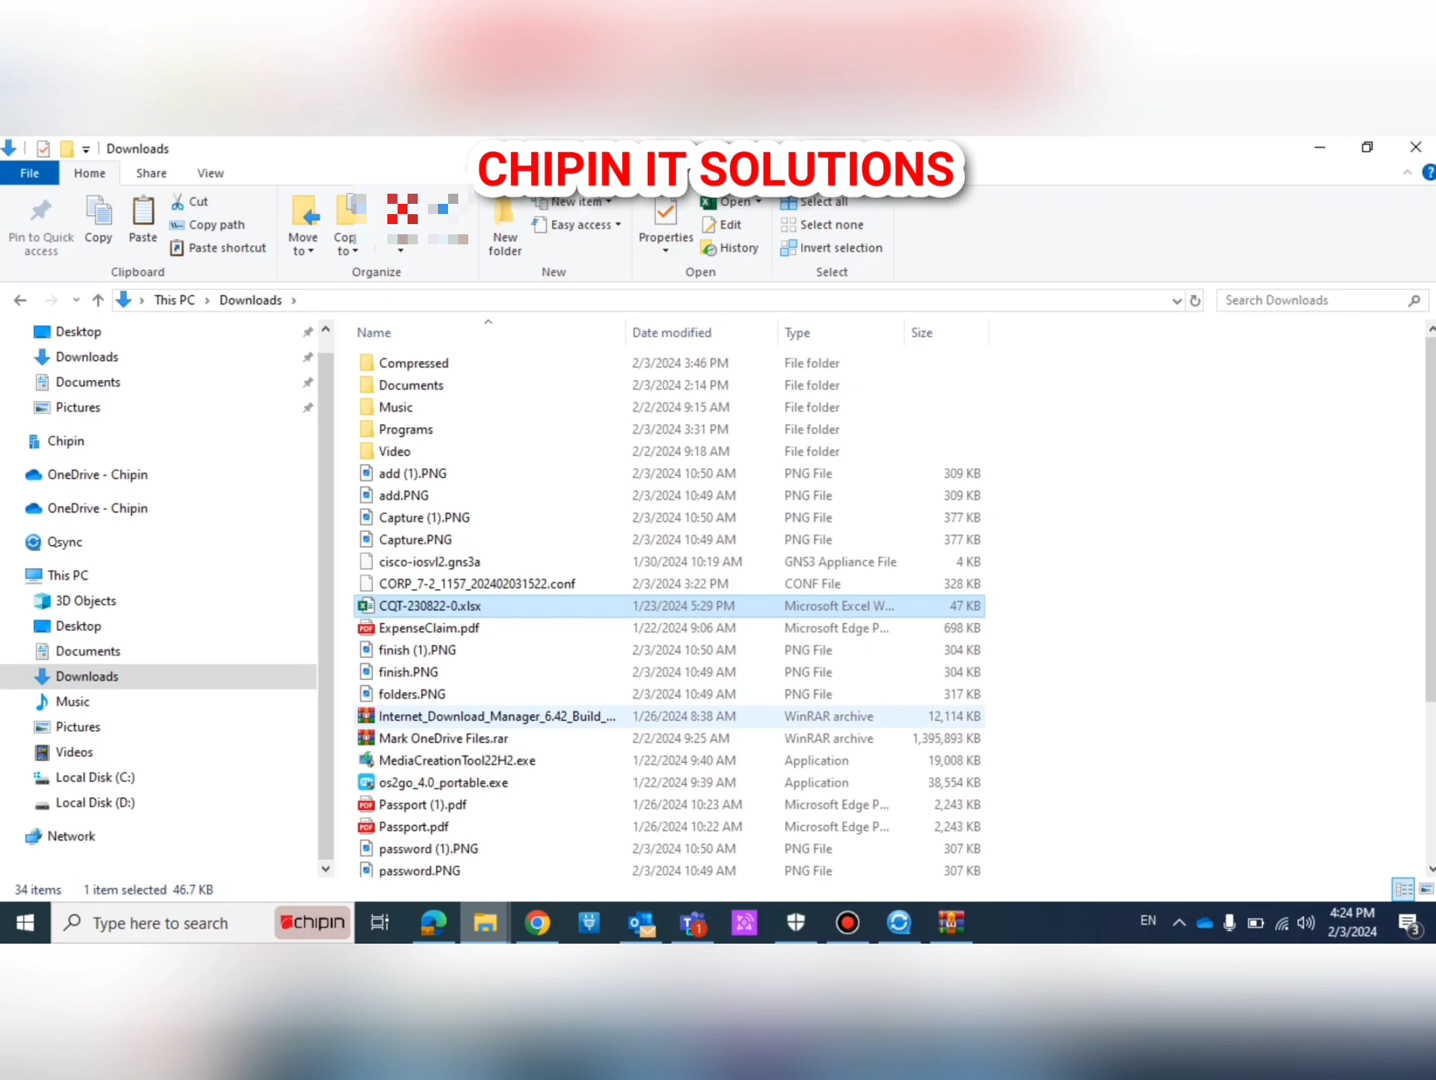 Downloads
CHIPIN IT SOLUTIONS
File Home Share View
Pin to Quick access
Copy
Paste
Cut
Copy path
Paste shortcut
Clipboard
Move to
to
Organize
New folder
New item
Easy access
New
Properties
Open
Edit
History
Open
Select all
Select none
Invert selection
Select
This PC > Downloads >
Search Downloads
Desktop
Downloads
Documents
Pictures
Chipin
OneDrive - Chipin
OneDrive - Chipin
Qsync
This PC
3D Objects
Desktop
Documents
Downloads
Music
Pictures
Videos
Local Disk (C:)
Local Disk (D:)
Network
Name Date modified Type Size
Compressed 2/3/2024 3:46 PM File folder
Documents 2/3/2024 2:14 PM File folder
Music 2/2/2024 9:15 AM File folder
Programs 2/3/2024 3:31 PM File folder
Video 2/2/2024 9:18 AM File folder
add (1).PNG 2/3/2024 10:50 AM PNG File 309 KB
add.PNG 2/3/2024 10:49 AM PNG File 309 KB
Capture (1).PNG 2/3/2024 10:50 AM PNG File 377 KB
Capture.PNG 2/3/2024 10:49 AM PNG File 377 KB
cisco-iosvl2.gns3a 1/30/2024 10:19 AM GNS3 Appliance File 4 KB
CORP_7-2_1157_202402031522.conf 2/3/2024 3:22 PM CONF File 328 KB
CQT-230822-0.xlsx 1/23/2024 5:29 PM Microsoft Excel W... 47 KB
ExpenseClaim.pdf 1/22/2024 9:06 AM Microsoft Edge P... 698 KB
finish (1).PNG 2/3/2024 10:50 AM PNG File 304 KB
finish.PNG 2/3/2024 10:49 AM PNG File 304 KB
folders.PNG 2/3/2024 10:49 AM PNG File 317 KB
Internet_Download_Manager_6.42_Build_... 1/26/2024 8:38 AM WinRAR archive 12,114 KB
Mark OneDrive Files.rar 2/2/2024 9:25 AM WinRAR archive 1,395,893 KB
MediaCreationTool22H2.exe 1/22/2024 9:40 AM Application 19,008 KB
os2go_4.0_portable.exe 1/22/2024 9:39 AM Application 38,554 KB
Passport (1).pdf 1/26/2024 10:23 AM Microsoft Edge P... 2,243 KB
Passport.pdf 1/26/2024 10:22 AM Microsoft Edge P... 2,243 KB
password (1).PNG 2/3/2024 10:50 AM PNG File 307 KB
password.PNG 2/3/2024 10:49 AM PNG File 307 KB
34 items 1 item selected 46.7 KB
Type here to search
chipin
1
EN
4:24 PM
2/3/2024
3